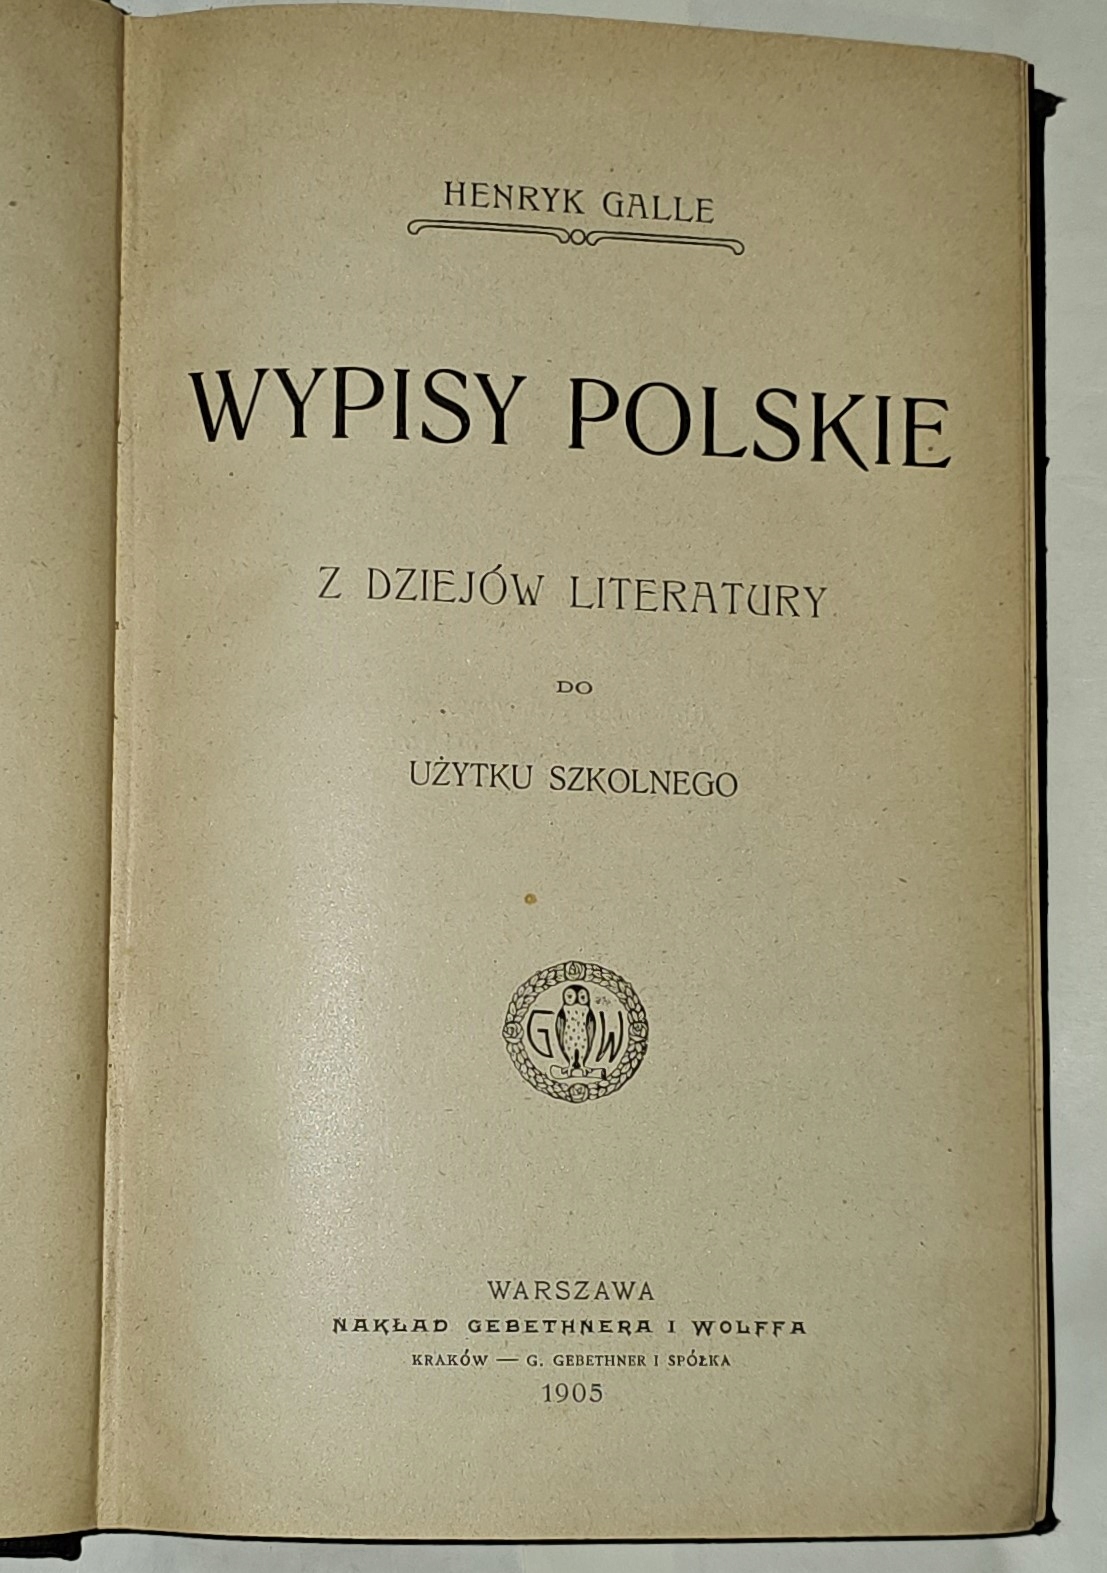 HENRYK GALLE
WYPISY POLSKIE
Z DZIEJÓW LITERATURY
DO
UŻYTKU SZKOLNEGO
G W
WARSZAWA
NAKŁAD GEBETHNERA I WOLFFA
KRAKÓW — G. GEBETHNER I SPÓŁKA
1905